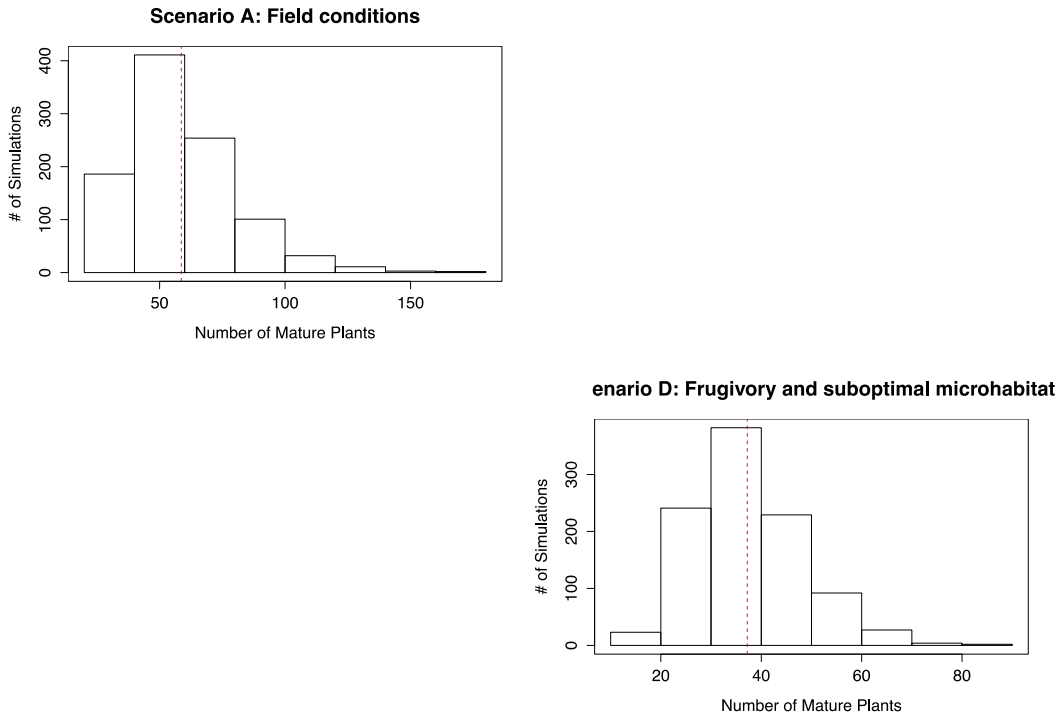 Scenario A: Field conditions
400
300
200
100
0
# of Simulations
50 100 150
Number of Mature Plants
enario D: Frugivory and suboptimal microhabitat
300
200
100
0
# of Simulations
20 40 60 80
Number of Mature Plants